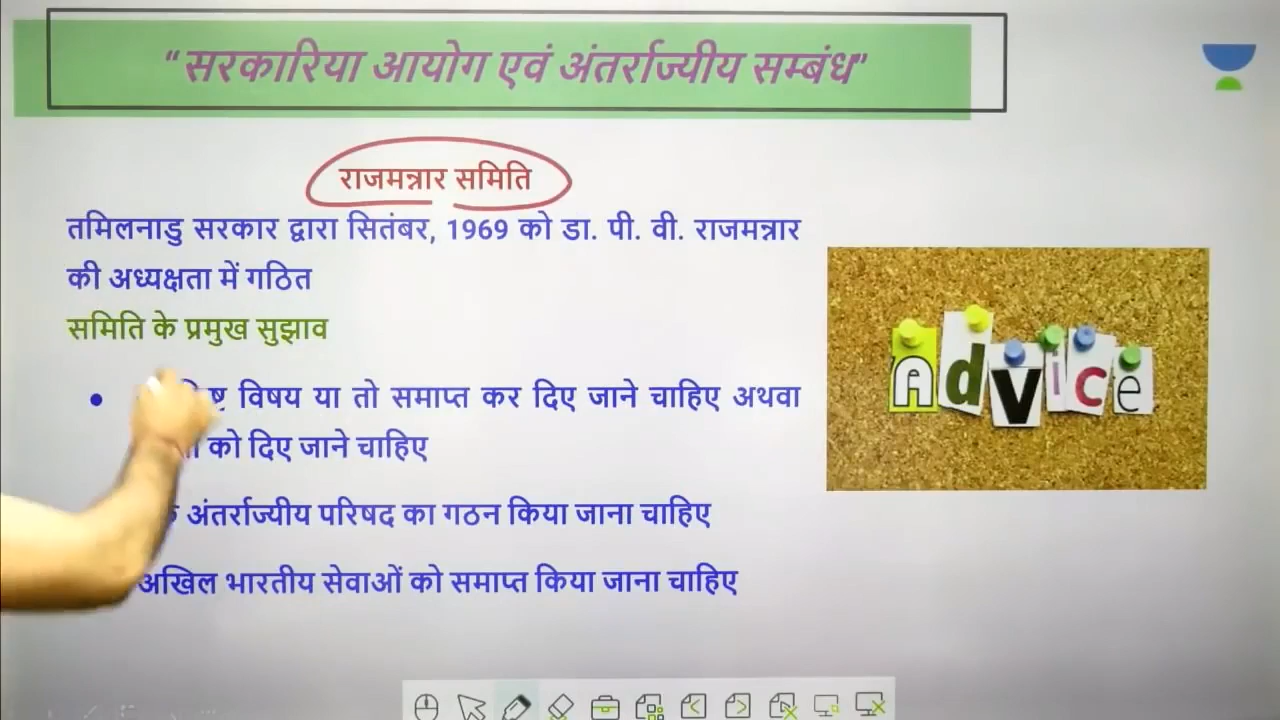 “सरकारिया आयोग एवं अंतर्राज्यीय सम्बंध”
राजमन्नार समिति
तमिलनाडु सरकार द्वारा सितंबर, 1969 को डा. पी. वी. राजमन्नार
की अध्यक्षता में गठित
समिति के प्रमुख सुझाव
विषय या तो समाप्त कर दिए जाने चाहिए अथवा
को दिए जाने चाहिए
अंतर्राज्यीय परिषद का गठन किया जाना चाहिए
अखिल भारतीय सेवाओं को समाप्त किया जाना चाहिए
Advice